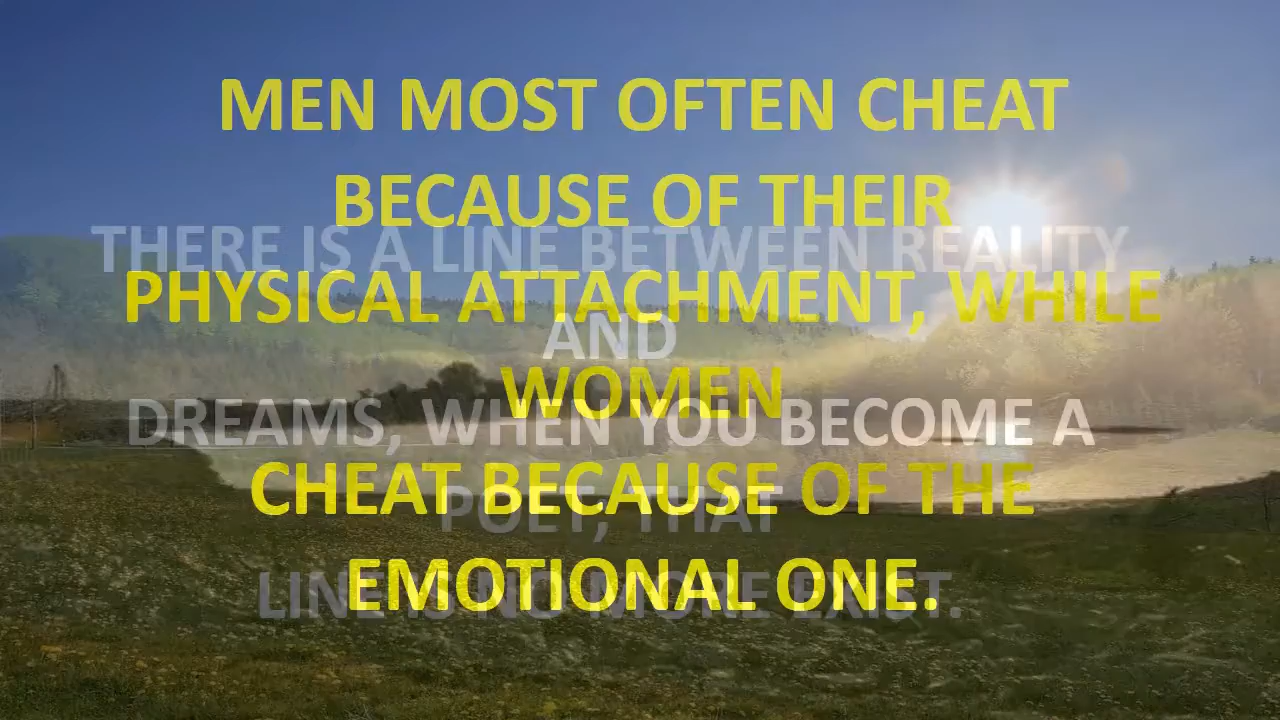 MEN MOST OFTEN CHEAT
BECAUSE OF THEIR
PHYSICAL ATTACHMENT, WHILE
WOMEN
CHEAT BECAUSE OF THE
EMOTIONAL ONE.
THERE IS A LINE BETWEEN REALITY
AND
DREAMS, WHEN YOU BECOME A
POET, THAT
LINE IS NO MORE EXIST.